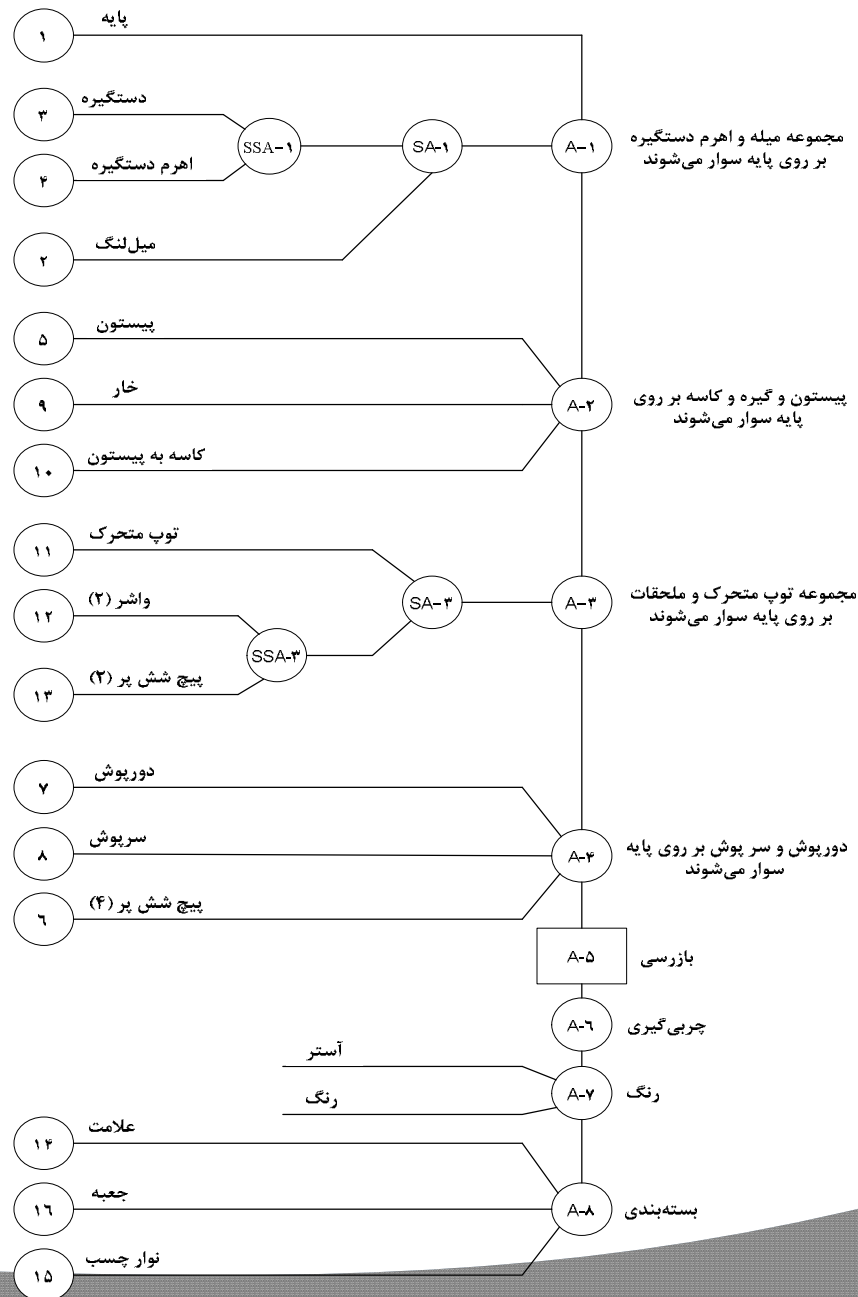 پایه
۱
دستگیره
۳
SSA-۱
SA-۱
A-۱
مجموعه میله و اهرم دستگیره
بر روی پایه سوار می‌شوند
اهرم دستگیره
۴
میل‌لنگ
۲
پیستون
۵
خار
۹
A-۲
پیستون و گیره و کاسه بر روی
پایه سوار می‌شوند
کاسه به پیستون
۱۰
توپ متحرک
۱۱
واشر (۲)
۱۲
SA-۳
A-۳
مجموعه توپ متحرک و ملحقات
بر روی پایه سوار می‌شوند
SSA-۳
پیچ شش پر (۲)
۱۳
دورپوش
۷
سرپوش
۸
A-۴
دورپوش و سر پوش بر روی پایه
سوار می‌شوند
پیچ شش پر (۴)
۶
A-۵
بازرسی
A-۶
چربی‌گیری
آستر
A-۷
رنگ
رنگ
علامت
۱۴
جعبه
۱۶
A-۸
بسته‌بندی
نوار چسب
۱۵